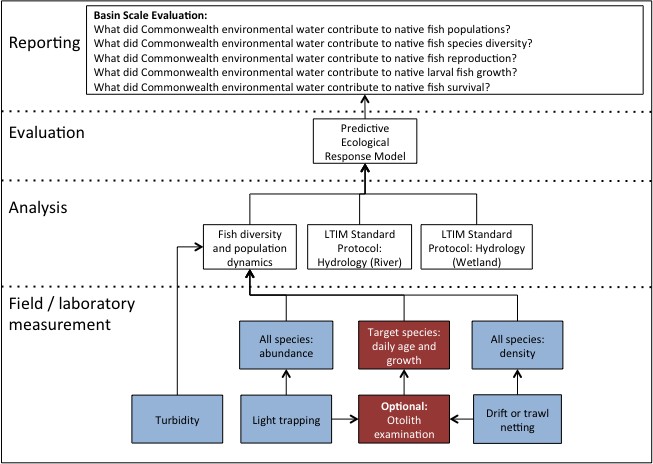 Reporting
Basin Scale Evaluation:
What did Commonwealth environmental water contribute to native fish populations?
What did Commonwealth environmental water contribute to native fish species diversity?
What did Commonwealth environmental water contribute to native fish reproduction?
What did Commonwealth environmental water contribute to native larval fish growth?
What did Commonwealth environmental water contribute to native fish survival?
Evaluation
Predictive
Ecological
Response Model
Analysis
Fish diversity
and population
dynamics
LTIM Standard
Protocol:
Hydrology (River)
LTIM Standard
Protocol: Hydrology
(Wetland)
Field / laboratory
measurement
All species:
abundance
Target species:
daily age and
growth
All species:
density
Turbidity
Light trapping
Optional:
Otolith
examination
Drift or trawl
netting